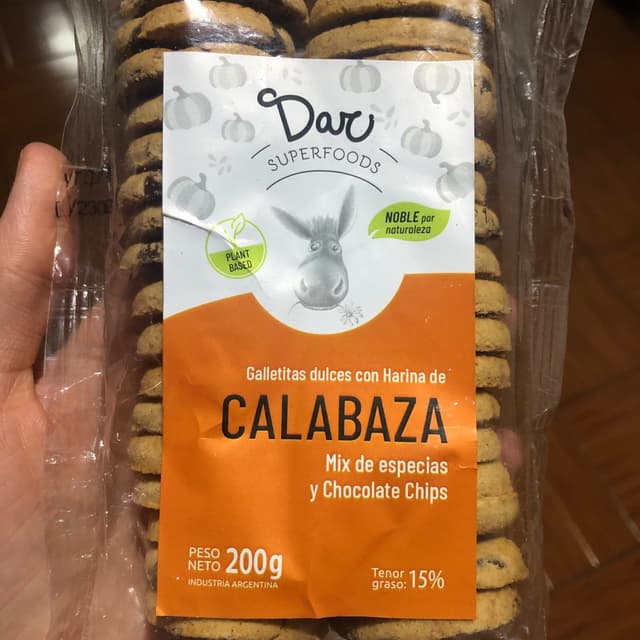 Dar
SUPERFOODS
NOBLE por
naturaleza
PLANT
BASED
Galletitas dulces con Harina de
CALABAZA
Mix de especias
y Chocolate Chips
PESO
NETO 200g
INDUSTRIA ARGENTINA
Tenor
graso: 15%